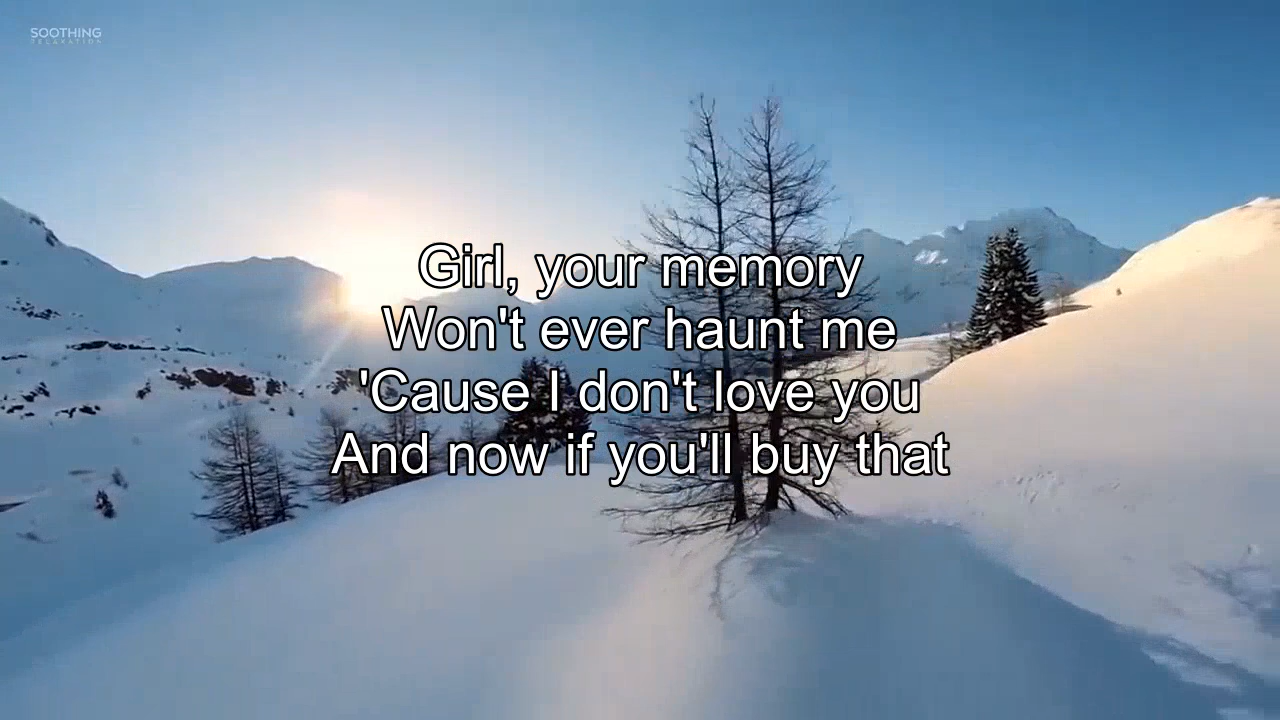 SOOTHING
RELAXATION
Girl, your memory
Won't ever haunt me
'Cause I don't love you
And now if you'll buy that